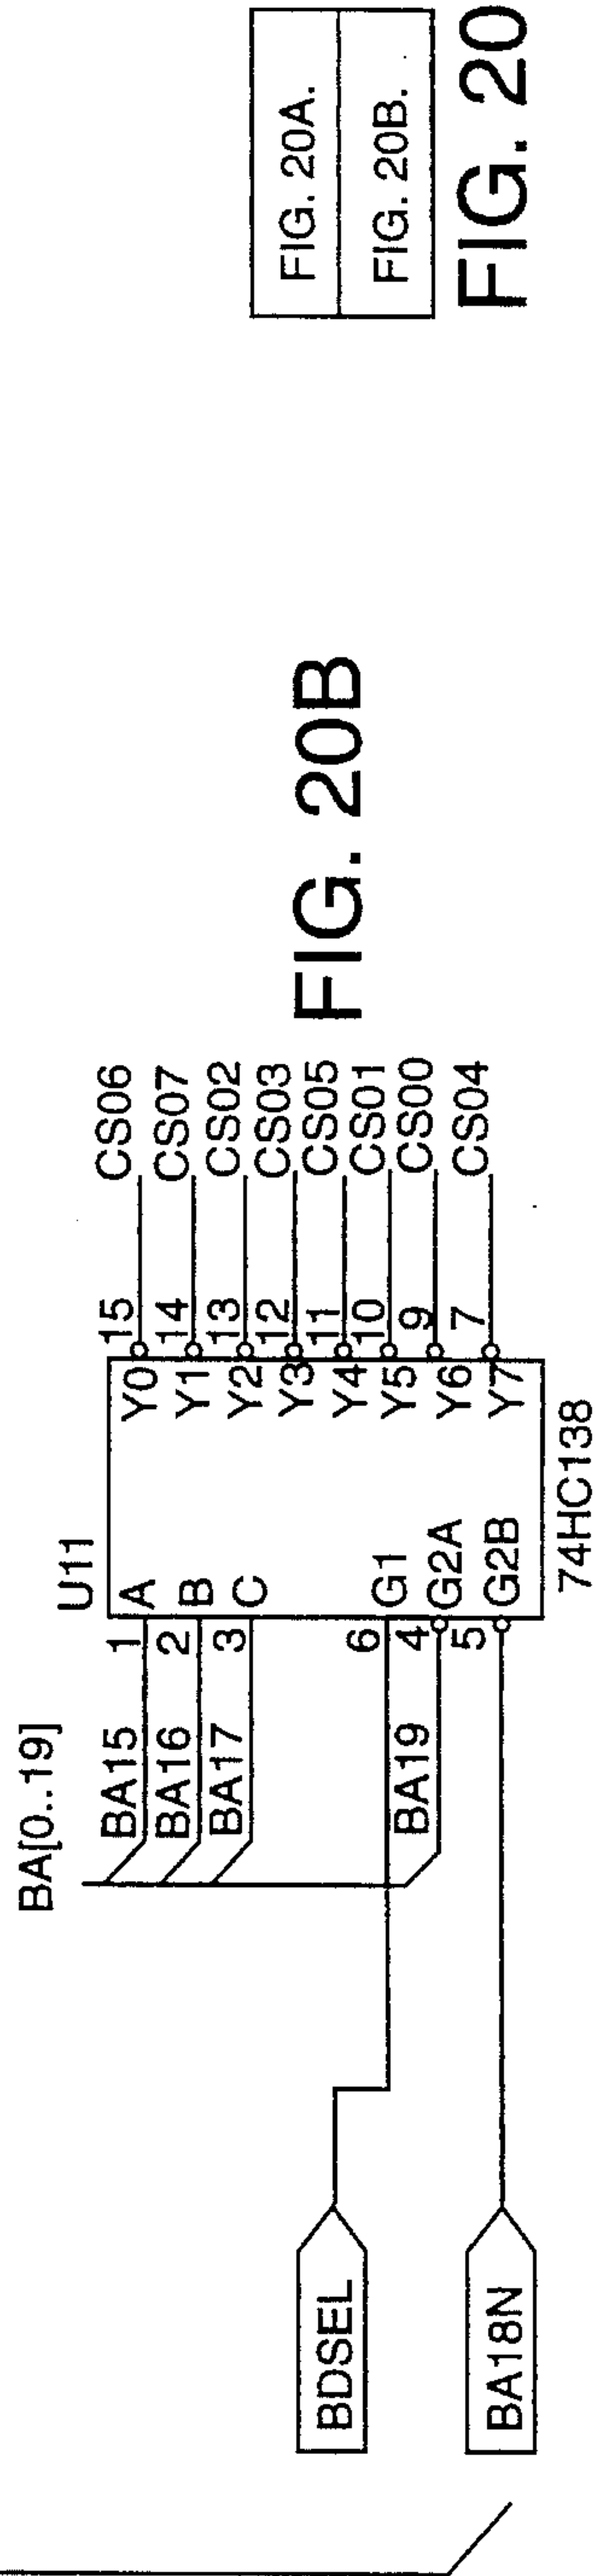 BA[0..19]
U11
BA15 1 A Y0 15 CS06
BA16 2 B Y1 14 CS07
BA17 3 C Y2 13 CS02
Y3 12 CS03
Y4 11 CS05
BDSEL 6 G1 Y5 10 CS01
BA19 4 G2A Y6 9 CS00
BA18N 5 G2B Y7 7 CS04
74HC138
FIG. 20B
FIG. 20A.
FIG. 20B.
FIG. 20